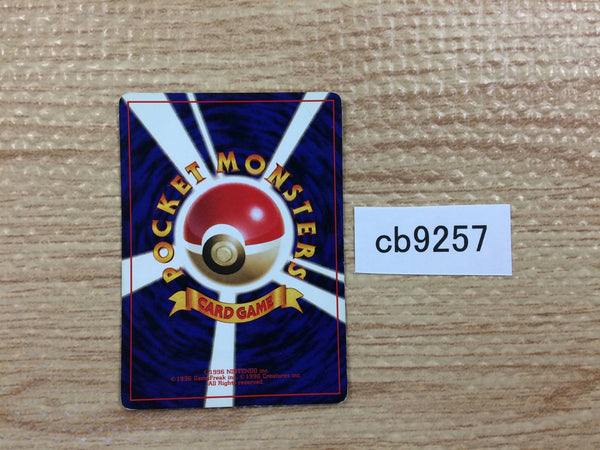 POCKET MONSTERS
CARD GAME
©1996 NINTENDO inc.
©1996 GameFreak inc. ©1996 Creatures inc.
All Rights reserved.
cb9257